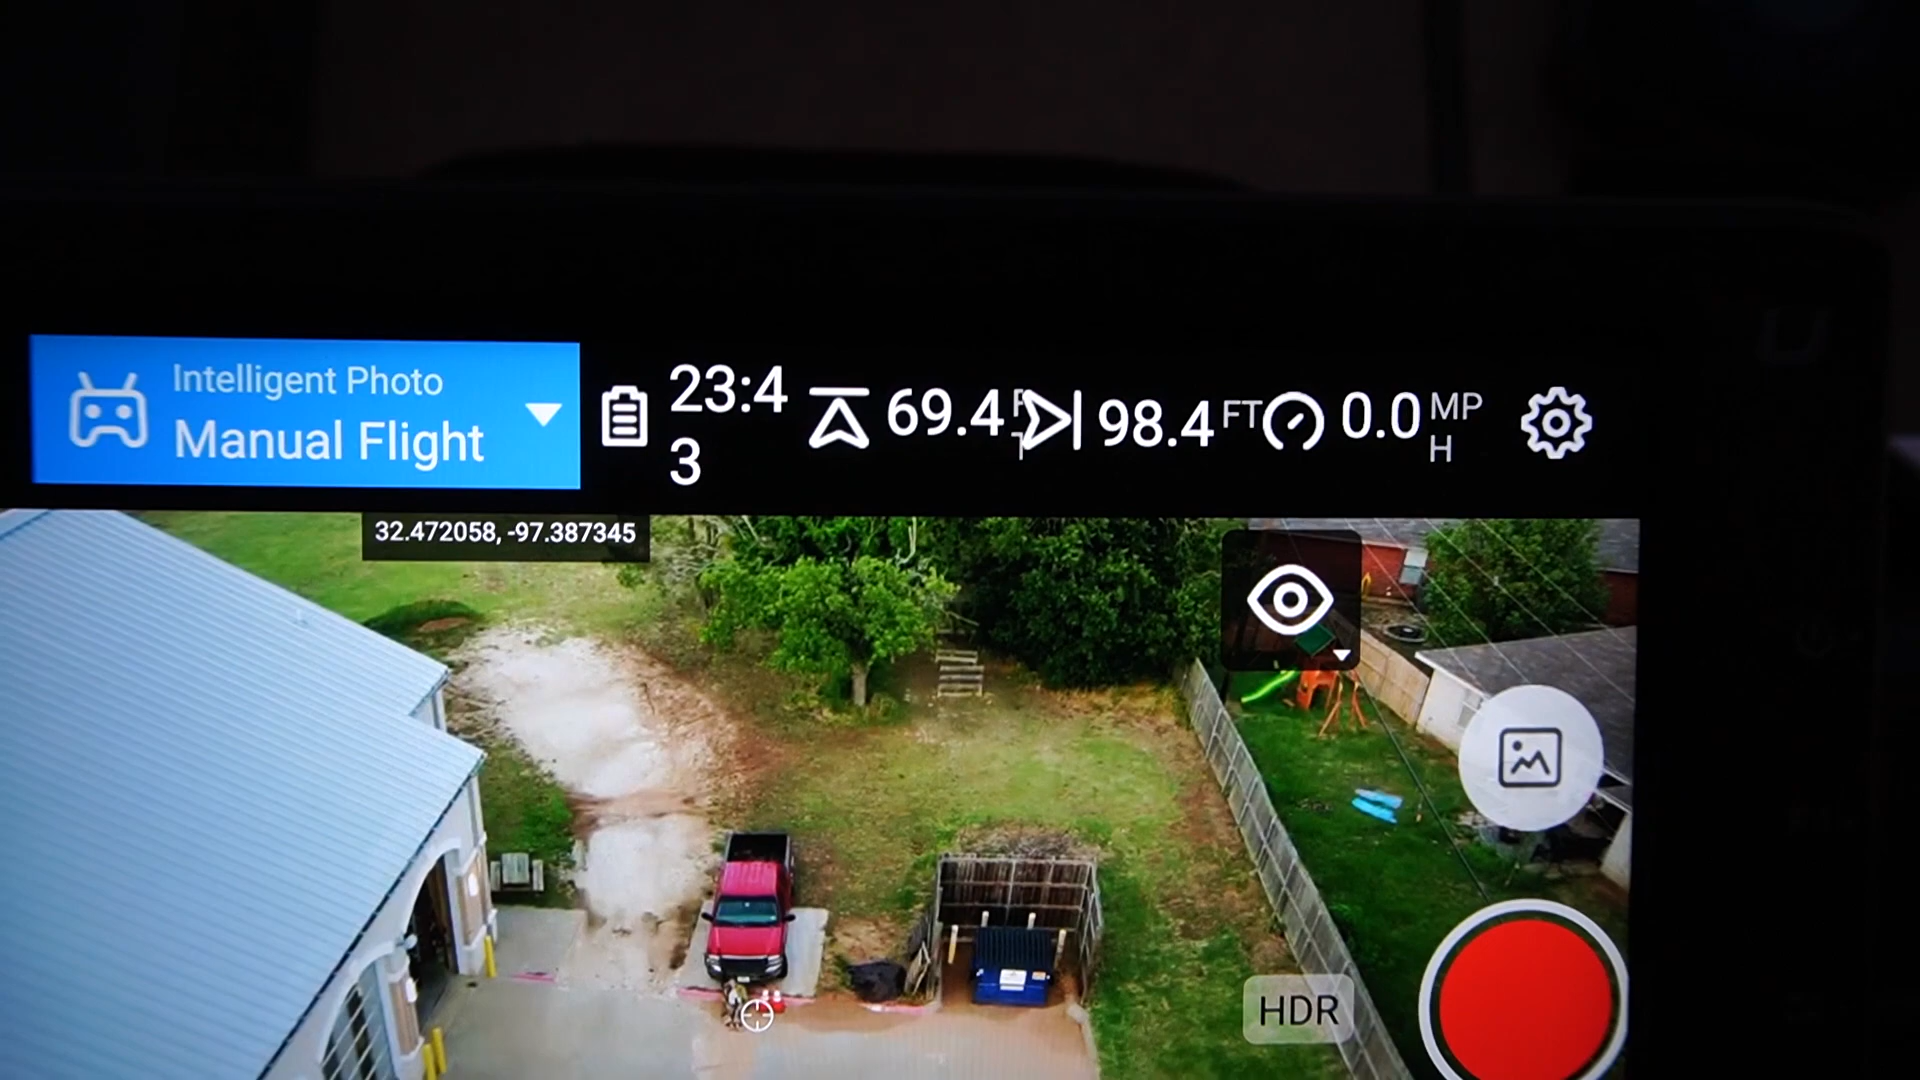 Intelligent Photo
Manual Flight
23:4
3
69.4 FT
98.4 FT
0.0 MP
H
32.472058, -97.387345
HDR